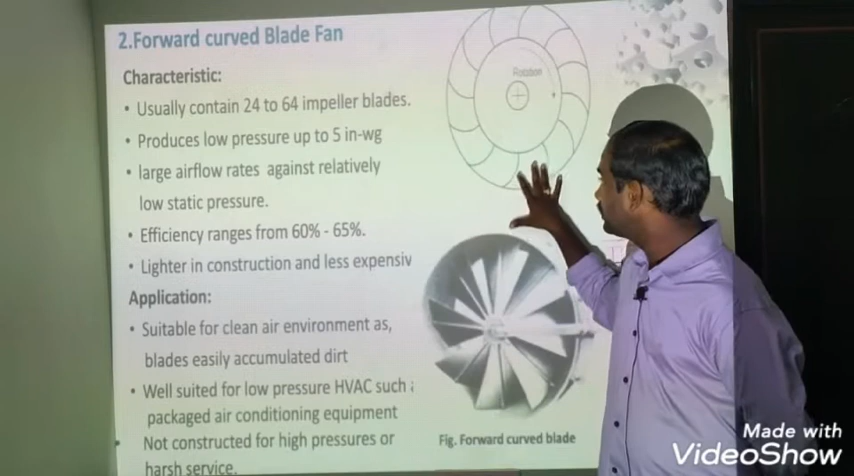 2.Forward curved Blade Fan
Characteristic:
• Usually contain 24 to 64 impeller blades.
• Produces low pressure up to 5 in-wg
• large airflow rates against relatively
low static pressure.
• Efficiency ranges from 60% - 65%.
• Lighter in construction and less expensiv
Application:
• Suitable for clean air environment as,
blades easily accumulated dirt
• Well suited for low pressure HVAC such
packaged air conditioning equipment
• Not constructed for high pressures or
harsh service.
Rotation
Fig. Forward curved blade
Made with
VideoShow